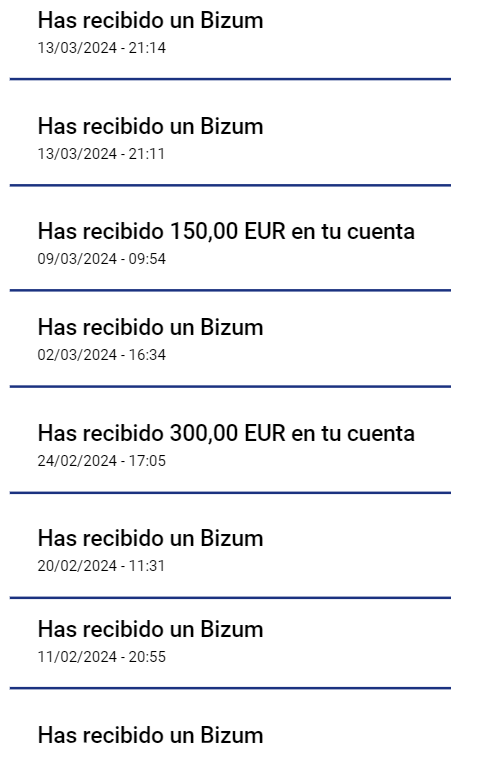 Has recibido un Bizum
13/03/2024 - 21:14
Has recibido un Bizum
13/03/2024 - 21:11
Has recibido 150,00 EUR en tu cuenta
09/03/2024 - 09:54
Has recibido un Bizum
02/03/2024 - 16:34
Has recibido 300,00 EUR en tu cuenta
24/02/2024 - 17:05
Has recibido un Bizum
20/02/2024 - 11:31
Has recibido un Bizum
11/02/2024 - 20:55
Has recibido un Bizum